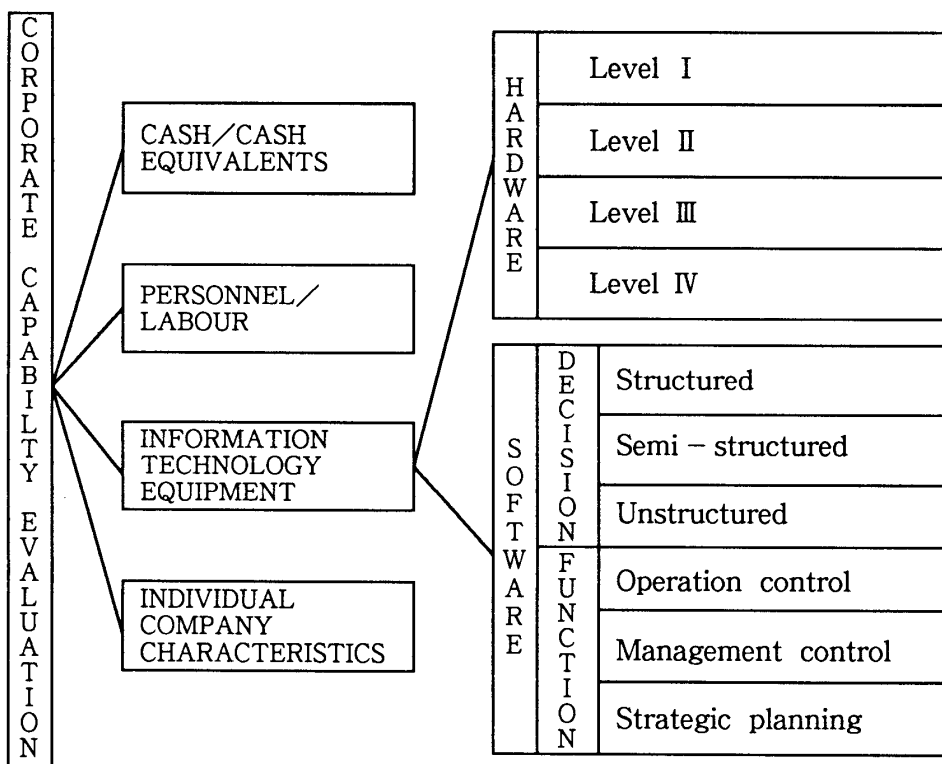 CORPORATE CAPABILTY EVALUATION
CASH／CASH
EQUIVALENTS
PERSONNEL／
LABOUR
INFORMATION
TECHNOLOGY
EQUIPMENT
INDIVIDUAL
COMPANY
CHARACTERISTICS
HARDWARE
Level Ⅰ
Level Ⅱ
Level Ⅲ
Level Ⅳ
SOFTWARE
DECISION
Structured
Semi－structured
Unstructured
FUNCTION
Operation control
Management control
Strategic planning